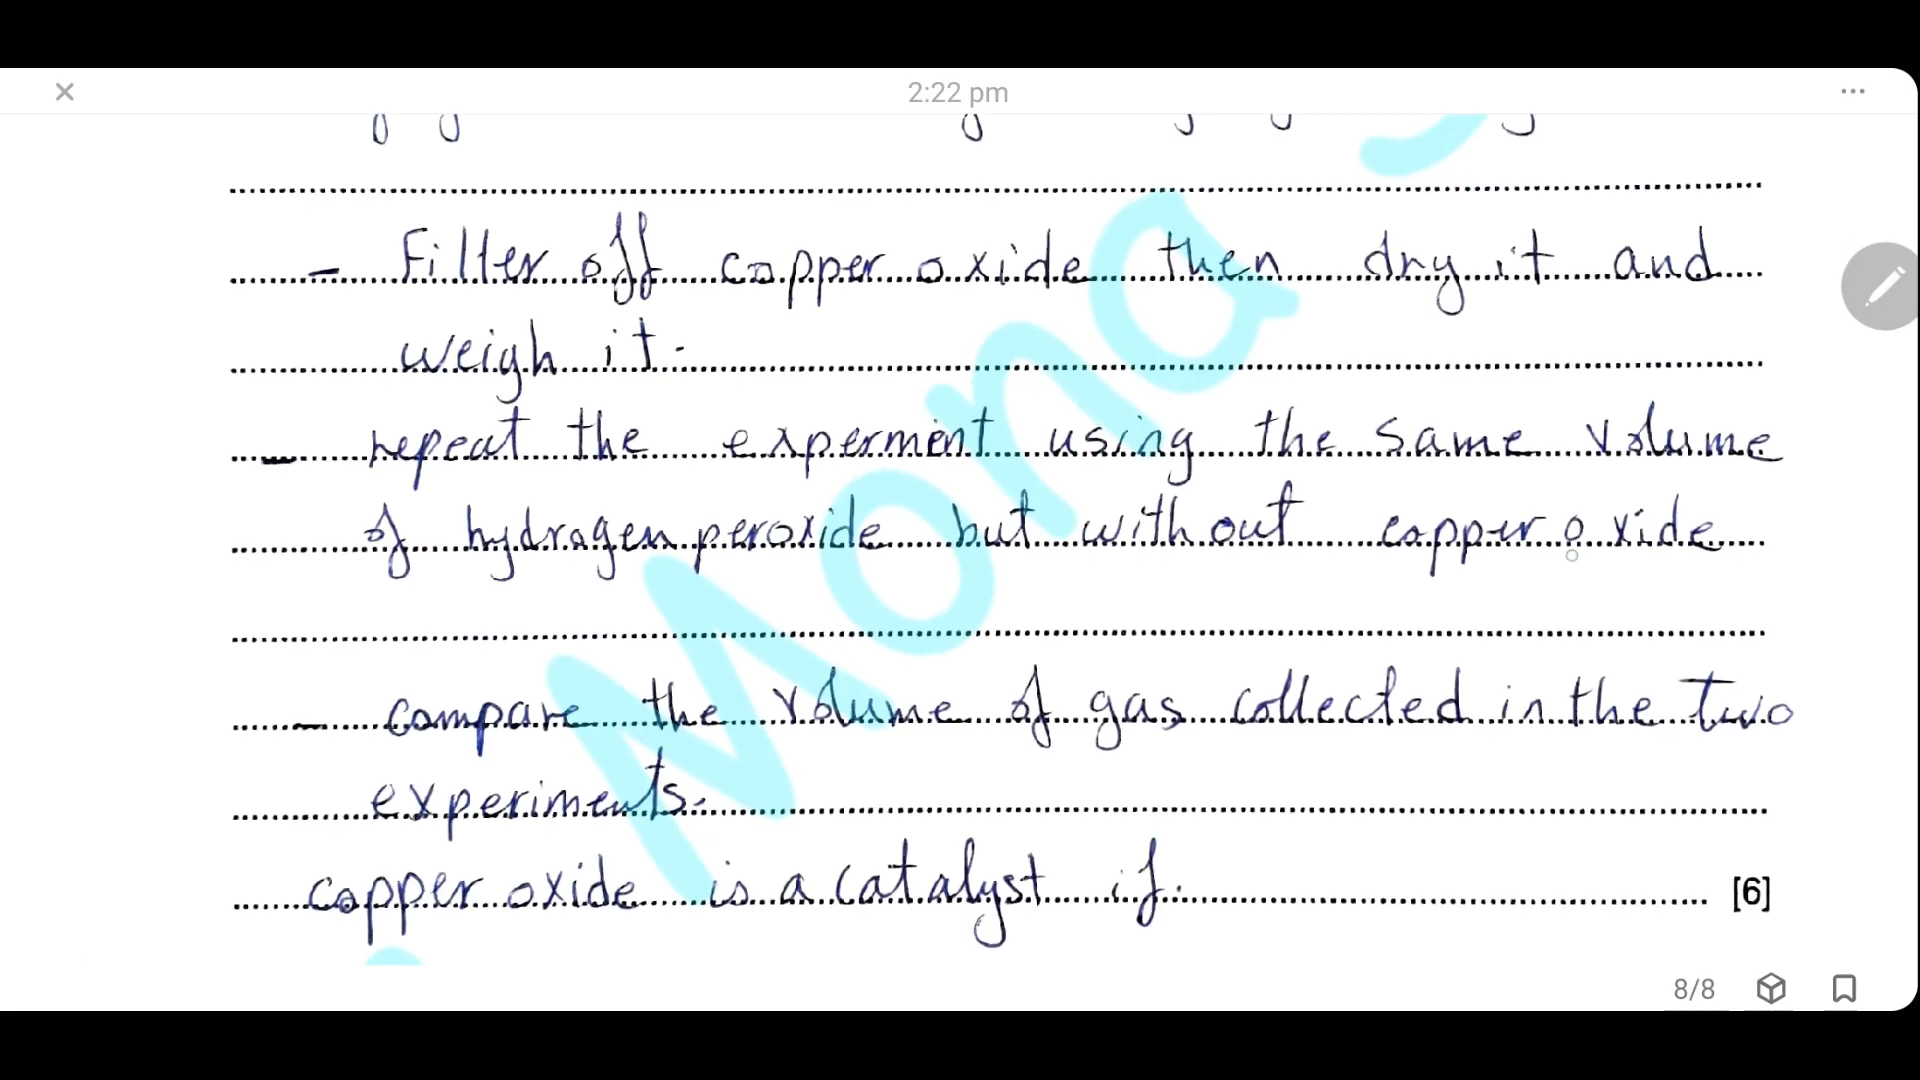 2:22 pm
- Filter off copper oxide then dry it and
weigh it.
- repeat the experment using the same volume
of hydrogen peroxide but without copper oxide
- compare the volume of gas collected in the two
experiments.
copper oxide is a catalyst if. [6]
Mona
8/8